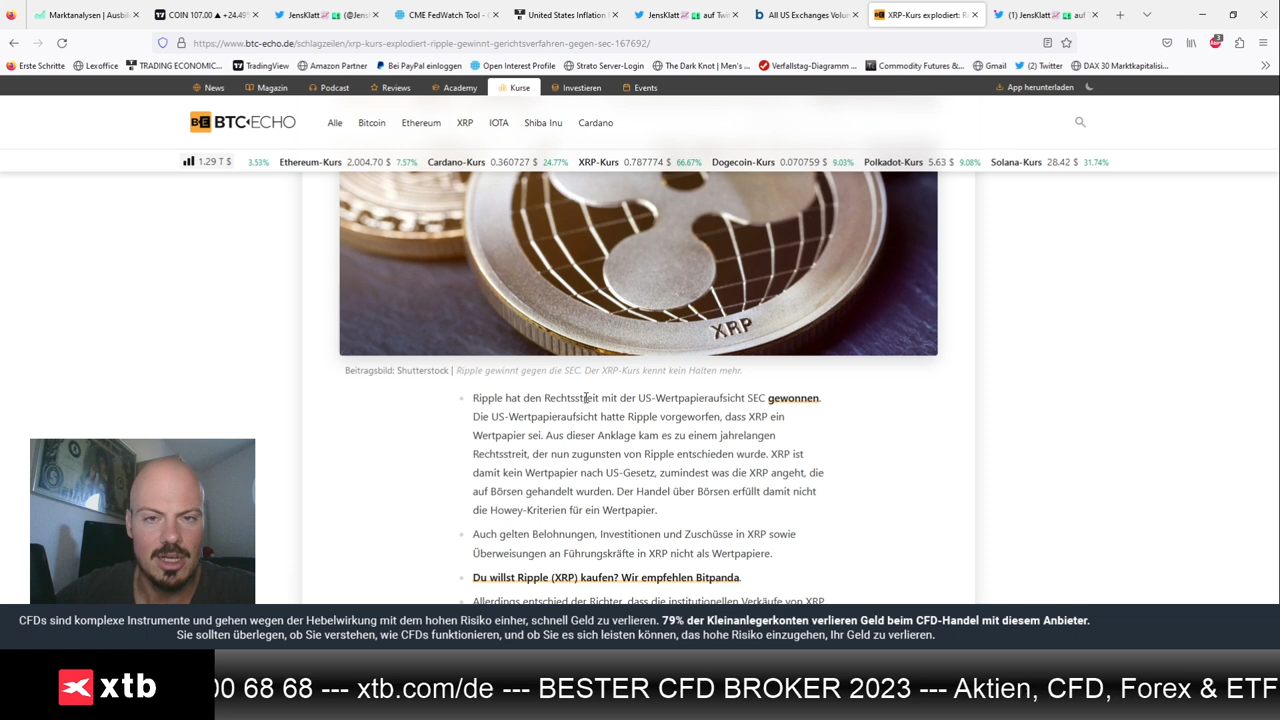 Marktanalysen | Ausbil
COIN 107.00 ▲ +24.49%
JensKlatt (@Jens
CME FedWatch Tool - C
United States Inflation
JensKlatt auf Twi
All US Exchanges Volu
XRP-Kurs explodiert: R
(1) JensKlatt auf
https://www.btc-echo.de/schlagzeilen/xrp-kurs-explodiert-ripple-gewinnt-gerichtsverfahren-gegen-sec-167692/
3
Erste Schritte
Lexoffice
TRADING ECONOMIC...
TradingView
Amazon Partner
Bei PayPal einloggen
Open Interest Profile
Strato Server-Login
The Dark Knot | Men's ...
Verfallstag-Diagramm ...
Commodity Futures &...
Gmail
(2) Twitter
DAX 30 Marktkapitalisi...
News
Magazin
Podcast
Reviews
Academy
Kurse
Investieren
Events
App herunterladen
BE BTC-ECHO
Alle
Bitcoin
Ethereum
XRP
IOTA
Shiba Inu
Cardano
1.29 T $
3.53%
Ethereum-Kurs 2,004.70 $ 7.57%
Cardano-Kurs 0.360727 $ 24.77%
XRP-Kurs 0.787774 $ 66.67%
Dogecoin-Kurs 0.070759 $ 9.03%
Polkadot-Kurs 5.63 $ 9.08%
Solana-Kurs 28.42 $ 31.74%
XRP
Beitragsbild: Shutterstock | Ripple gewinnt gegen die SEC. Der XRP-Kurs kennt kein Halten mehr.
Ripple hat den Rechtsstreit mit der US-Wertpapieraufsicht SEC gewonnen.
Die US-Wertpapieraufsicht hatte Ripple vorgeworfen, dass XRP ein
Wertpapier sei. Aus dieser Anklage kam es zu einem jahrelangen
Rechtsstreit, der nun zugunsten von Ripple entschieden wurde. XRP ist
damit kein Wertpapier nach US-Gesetz, zumindest was die XRP angeht, die
auf Börsen gehandelt wurden. Der Handel über Börsen erfüllt damit nicht
die Howey-Kriterien für ein Wertpapier.
Auch gelten Belohnungen, Investitionen und Zuschüsse in XRP sowie
Überweisungen an Führungskräfte in XRP nicht als Wertpapiere.
Du willst Ripple (XRP) kaufen? Wir empfehlen Bitpanda.
Allerdings entschied der Richter, dass die institutionellen Verkäufe von XRP
CFDs sind komplexe Instrumente und gehen wegen der Hebelwirkung mit dem hohen Risiko einher, schnell Geld zu verlieren. 79% der Kleinanlegerkonten verlieren Geld beim CFD-Handel mit diesem Anbieter.
Sie sollten überlegen, ob Sie verstehen, wie CFDs funktionieren, und ob Sie es sich leisten können, das hohe Risiko einzugehen, Ihr Geld zu verlieren.
xtb
00 68 68 --- xtb.com/de --- BESTER CFD BROKER 2023 --- Aktien, CFD, Forex & ETF